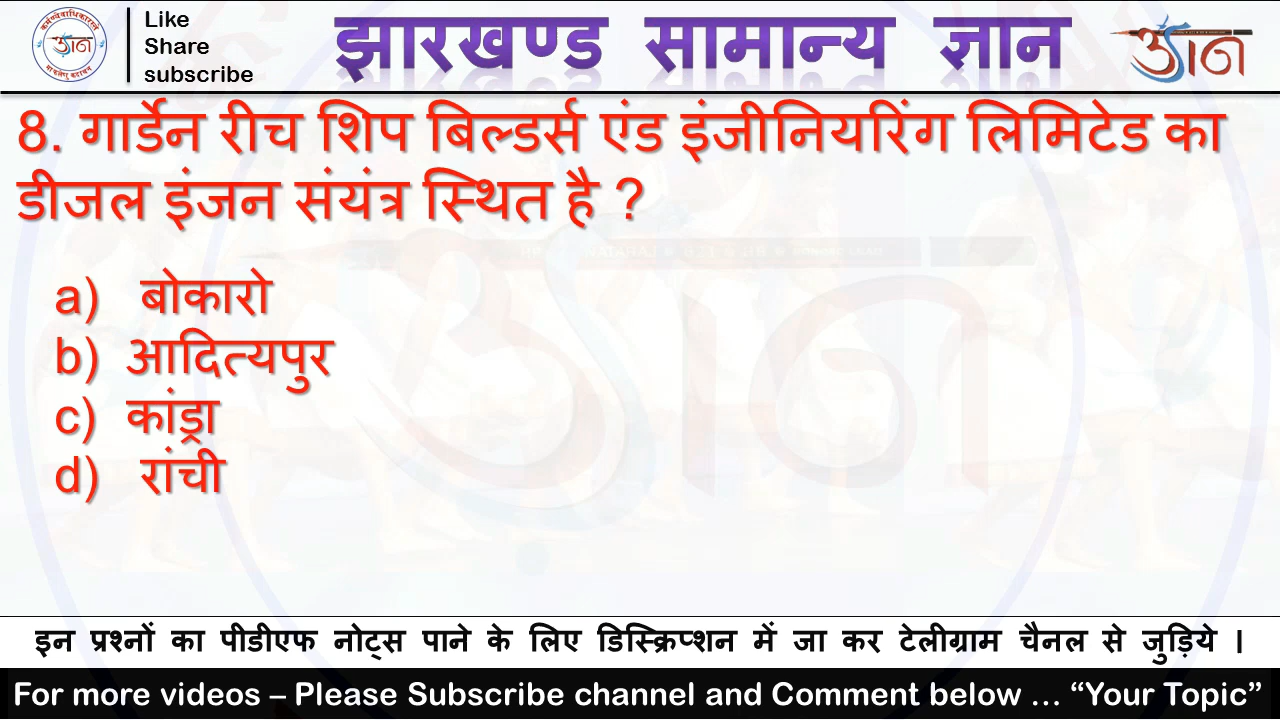 Like
Share
subscribe
झारखण्ड सामान्य ज्ञान
ज्ञान
8. गार्डेन रीच शिप बिल्डर्स एंड इंजीनियरिंग लिमिटेड का
डीजल इंजन संयंत्र स्थित है ?
a) बोकारो
b) आदित्यपुर
c) कांड्रा
d) रांची
इन प्रश्नों का पीडीएफ नोट्स पाने के लिए डिस्क्रिप्शन में जा कर टेलीग्राम चैनल से जुड़िये ।
For more videos – Please Subscribe channel and Comment below … “Your Topic”